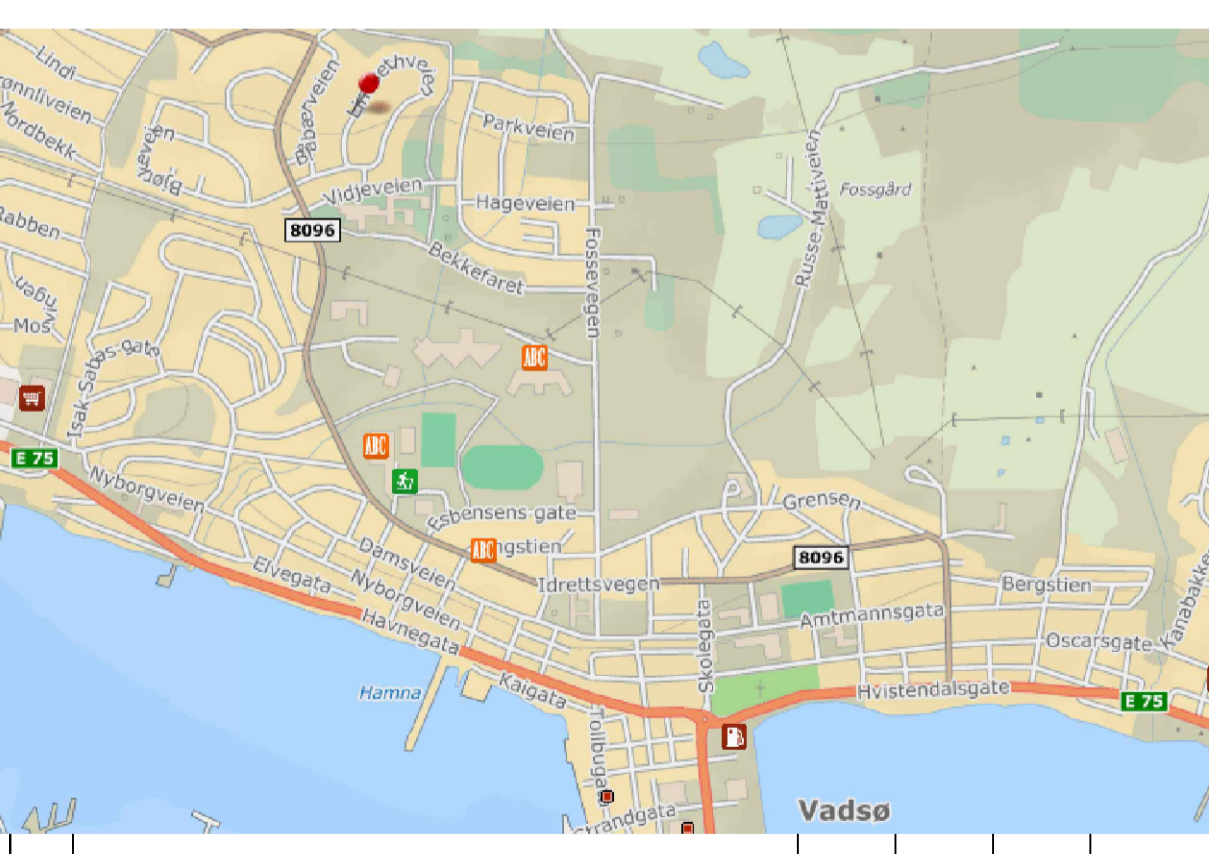 Lindi
Nordbekk
Bjøbærveien
Parkveien
Vidjeveien
Hageveien
Rabben
8096
Bekkefaret
Fossevegen
Russe-Mattiveien
Fossgård
Mos
Isak-Sabas-gate
ABC
ABC
E 75
Nyborgveien
Esbensens gate
ABC
Grensen
8096
Damsveien
Elvegata
Nyborgveien
Idrettsvegen
Bergstien
Havnegata
Skolegata
Amtmannsgata
Oscarsgate
Kanabakke
Hamna
Kaigata
Hvistendalsgate
E 75
Tollbugata
Vadsø
Strandgata